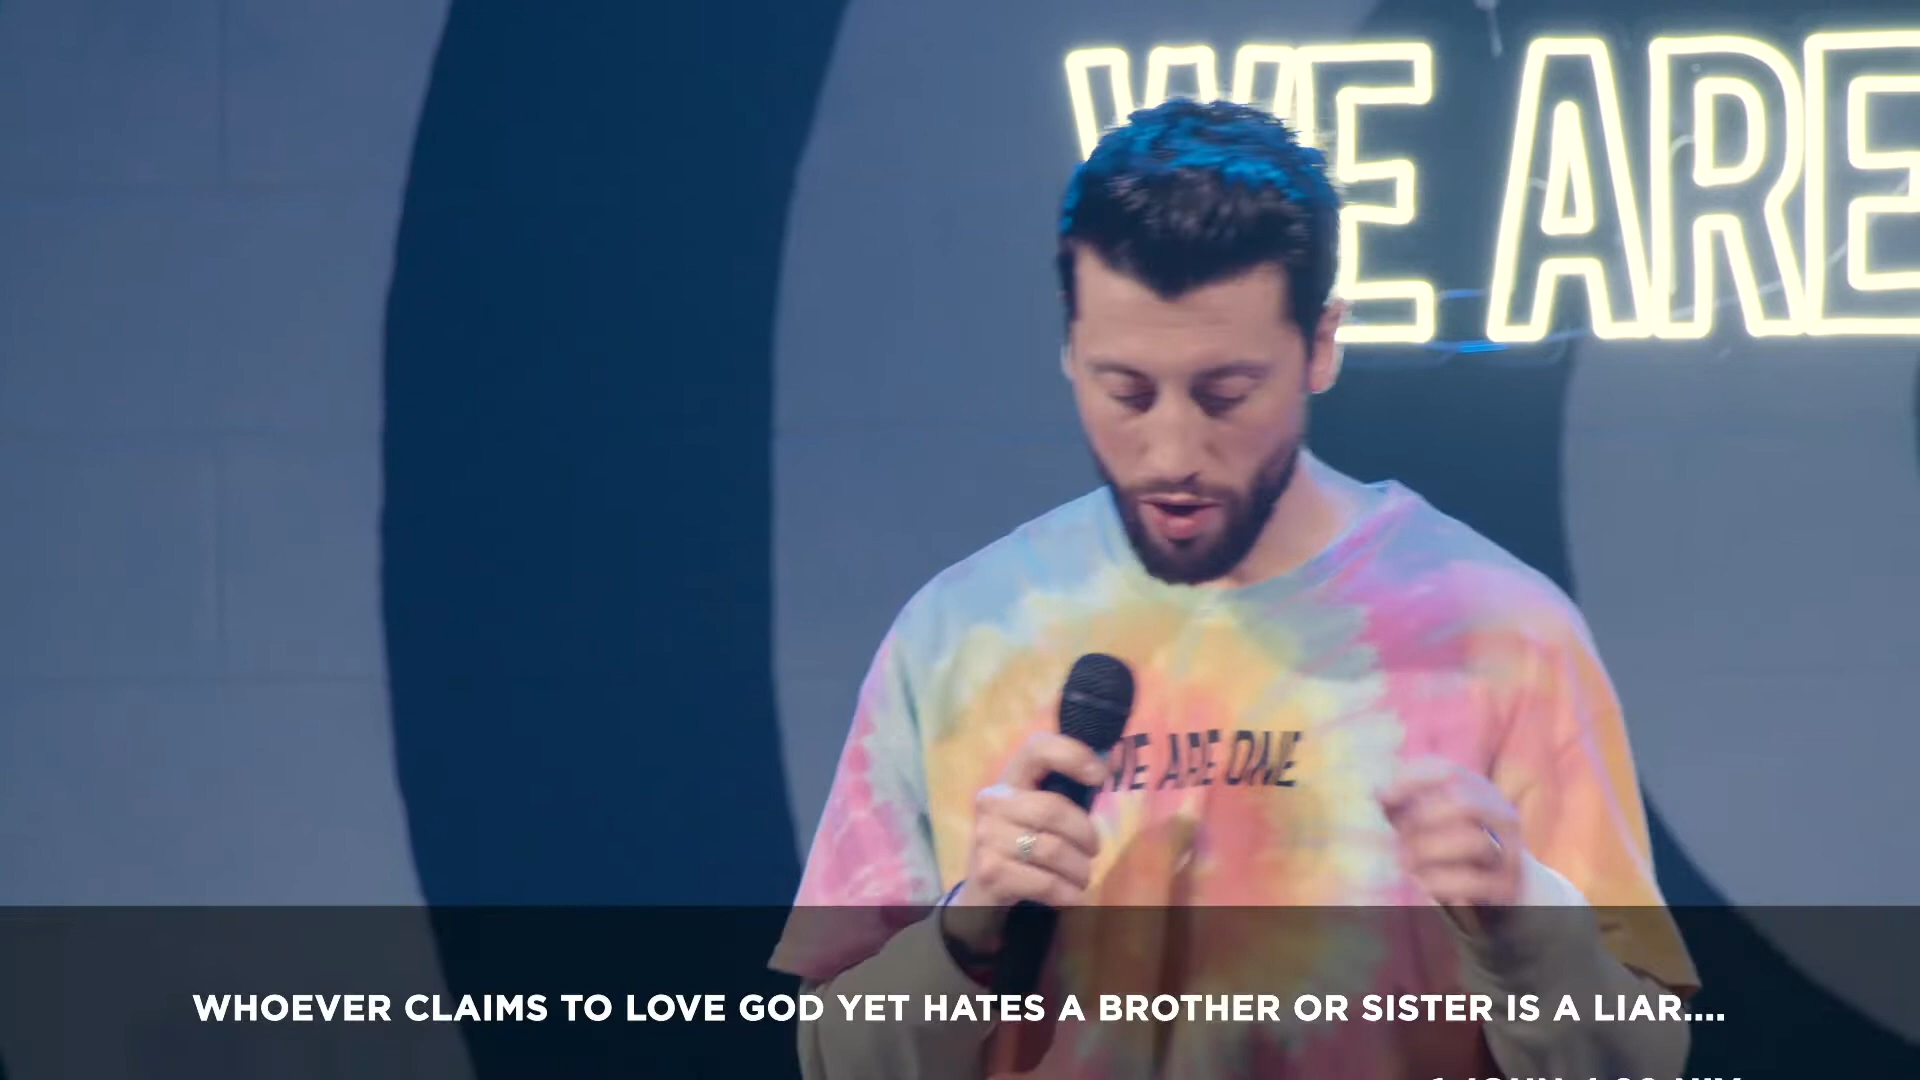 WE ARE
WE ARE ONE
WHOEVER CLAIMS TO LOVE GOD YET HATES A BROTHER OR SISTER IS A LIAR....